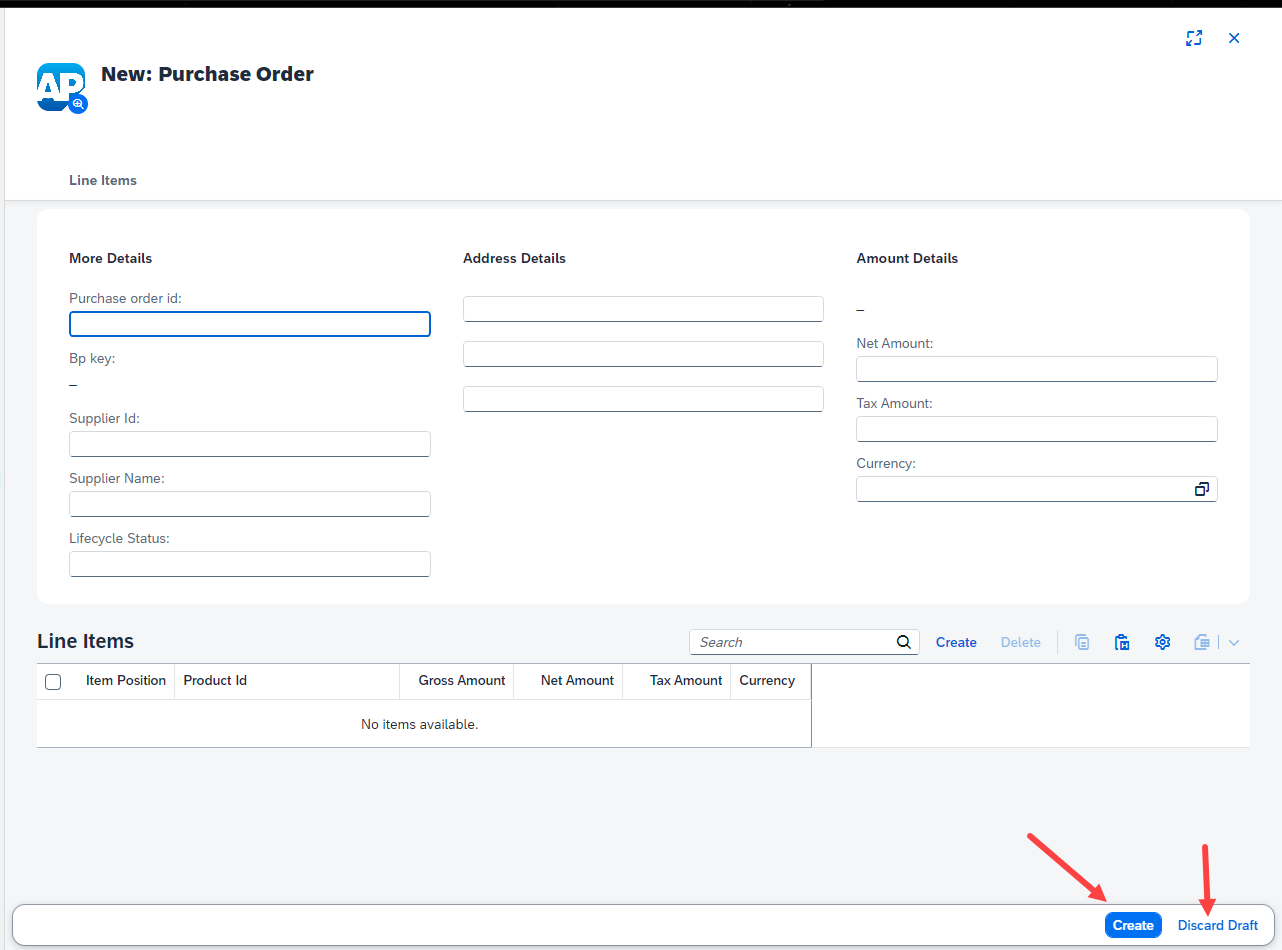 AP
New: Purchase Order
Line Items
More Details
Purchase order id:
Bp key:
–
Supplier Id:
Supplier Name:
Lifecycle Status:
Address Details
Amount Details
–
Net Amount:
Tax Amount:
Currency:
Line Items
Search
Create
Delete
Item Position Product Id Gross Amount Net Amount Tax Amount Currency
No items available.
Create Discard Draft